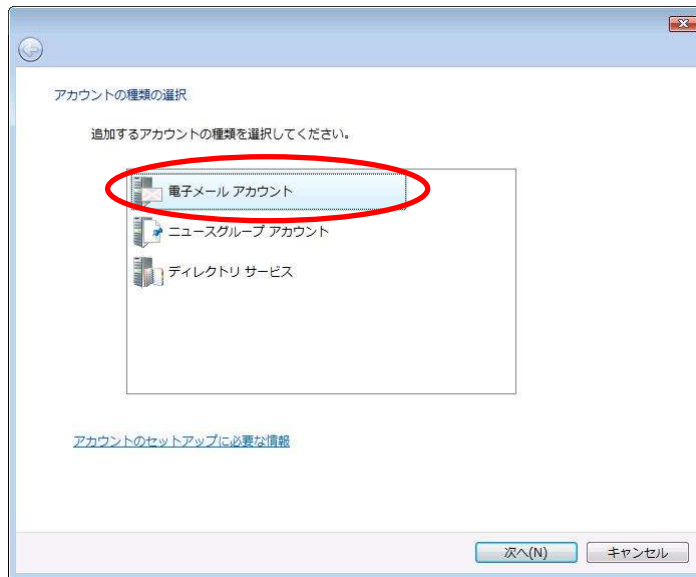 アカウントの種類の選択
追加するアカウントの種類を選択してください。
電子メール アカウント
ニュースグループ アカウント
ディレクトリ サービス
アカウントのセットアップに必要な情報
次へ(N)
キャンセル